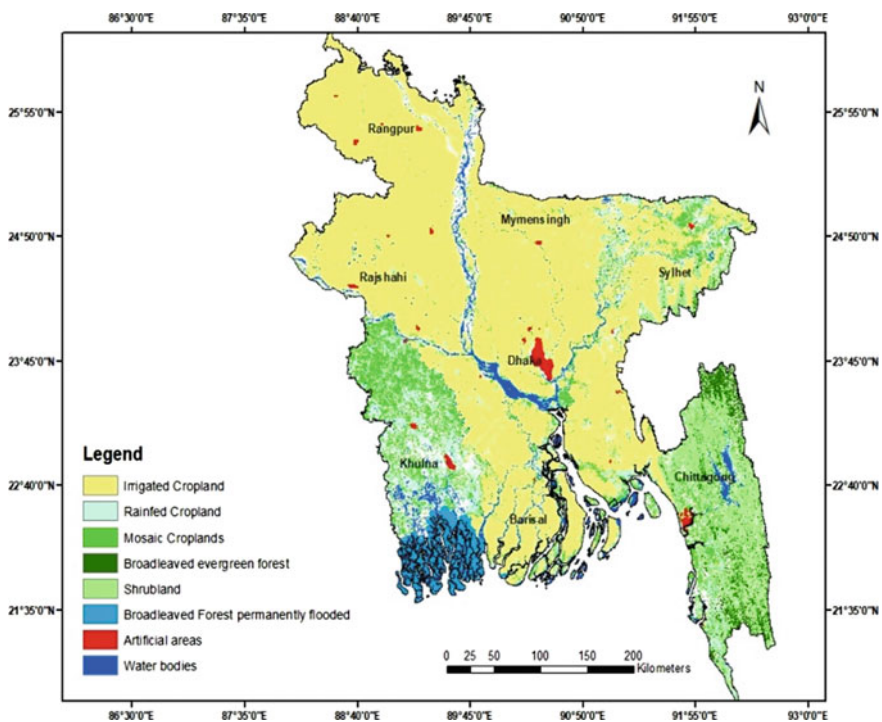 86°30'0"E 87°35'0"E 88°40'0"E 89°45'0"E 90°50'0"E 91°55'0"E 93°0'0"E
N
25°55'0"N 25°55'0"N
Rangpur
Mymensingh
24°50'0"N 24°50'0"N
Sylhet
Rajshahi
23°45'0"N 23°45'0"N
Dhaka
Legend
Khulna
Chittagong
22°40'0"N 22°40'0"N
Irrigated Cropland
Rainfed Cropland
Barisal
Mosaic Croplands
Broadleaved evergreen forest
Shrubland
21°35'0"N 21°35'0"N
Broadleaved Forest permanently flooded
Artificial areas
Water bodies
0 25 50 100 150 200
Kilometers
86°30'0"E 87°35'0"E 88°40'0"E 89°45'0"E 90°50'0"E 91°55'0"E 93°0'0"E